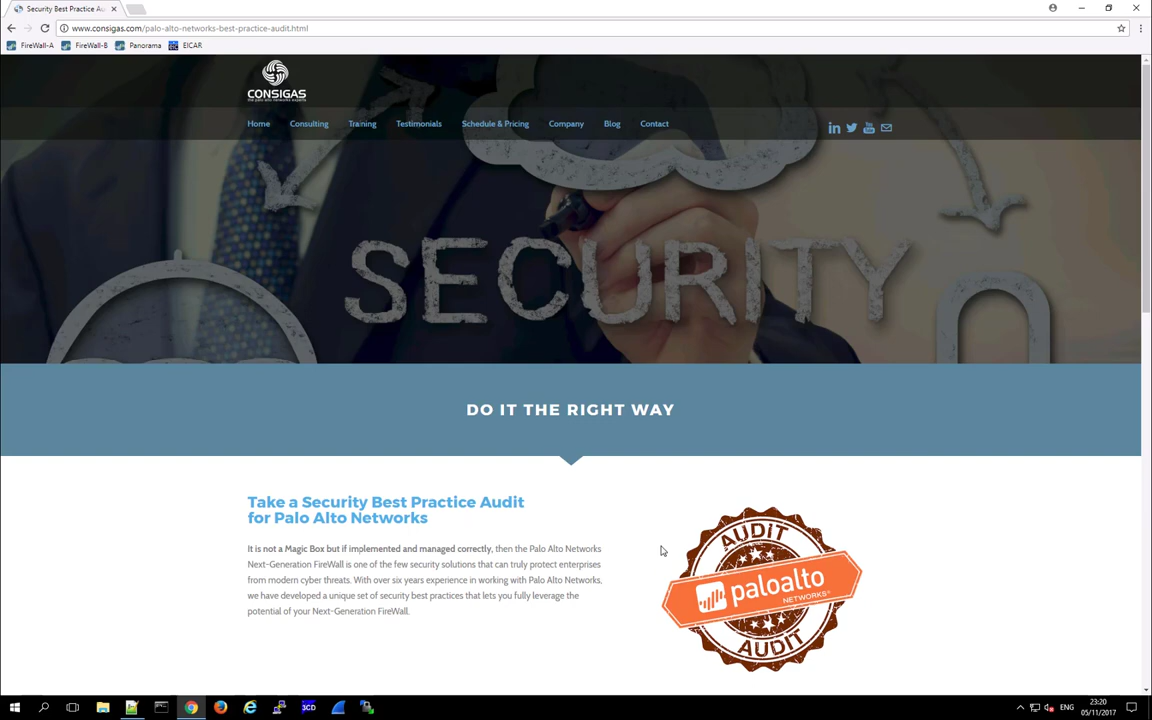 Security Best Practice Au
www.consigas.com/palo-alto-networks-best-practice-audit.html
FireWall-A
FireWall-B
Panorama
EICAR
CONSIGAS
the palo alto networks experts
Home
Consulting
Training
Testimonials
Schedule & Pricing
Company
Blog
Contact
SECURITY
DO IT THE RIGHT WAY
Take a Security Best Practice Audit
for Palo Alto Networks
It is not a Magic Box but if implemented and managed correctly, then the Palo Alto Networks
Next-Generation FireWall is one of the few security solutions that can truly protect enterprises
from modern cyber threats. With over six years experience in working with Palo Alto Networks,
we have developed a unique set of security best practices that lets you fully leverage the
potential of your Next-Generation FireWall.
AUDIT
paloalto
NETWORKS®
AUDIT
3CD
ENG
23:20
05/11/2017